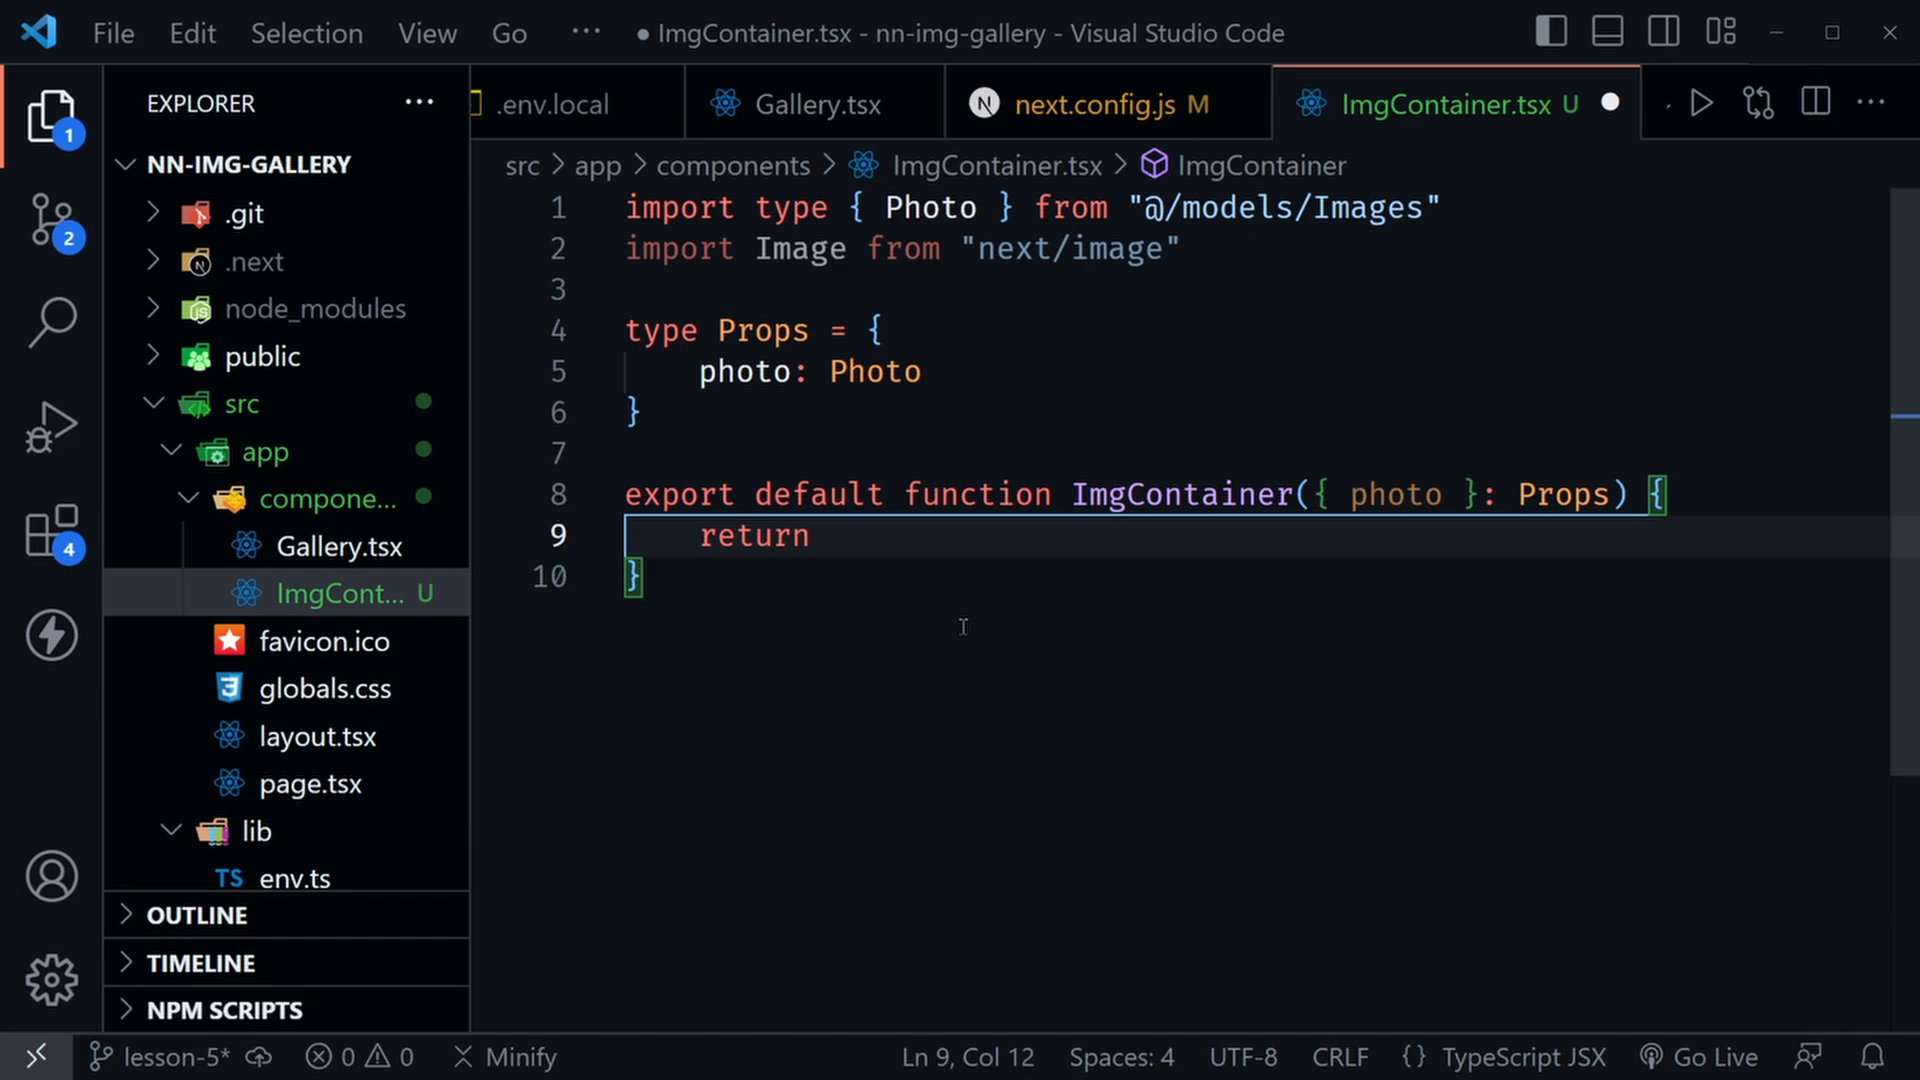 File Edit Selection View Go ··· ● ImgContainer.tsx - nn-img-gallery - Visual Studio Code
EXPLORER ···
.env.local Gallery.tsx next.config.js M ImgContainer.tsx U
src > app > components > ImgContainer.tsx > ImgContainer
NN-IMG-GALLERY
.git
.next
node_modules
public
src
app
compone...
Gallery.tsx
ImgCont... U
favicon.ico
globals.css
layout.tsx
page.tsx
lib
env.ts
OUTLINE
TIMELINE
NPM SCRIPTS
1
2
4
1 import type { Photo } from "@/models/Images"
2 import Image from "next/image"
3
4 type Props = {
5 photo: Photo
6 }
7
8 export default function ImgContainer({ photo }: Props) {
9 return
10 }
lesson-5* 0 0 Minify Ln 9, Col 12 Spaces: 4 UTF-8 CRLF {} TypeScript JSX Go Live